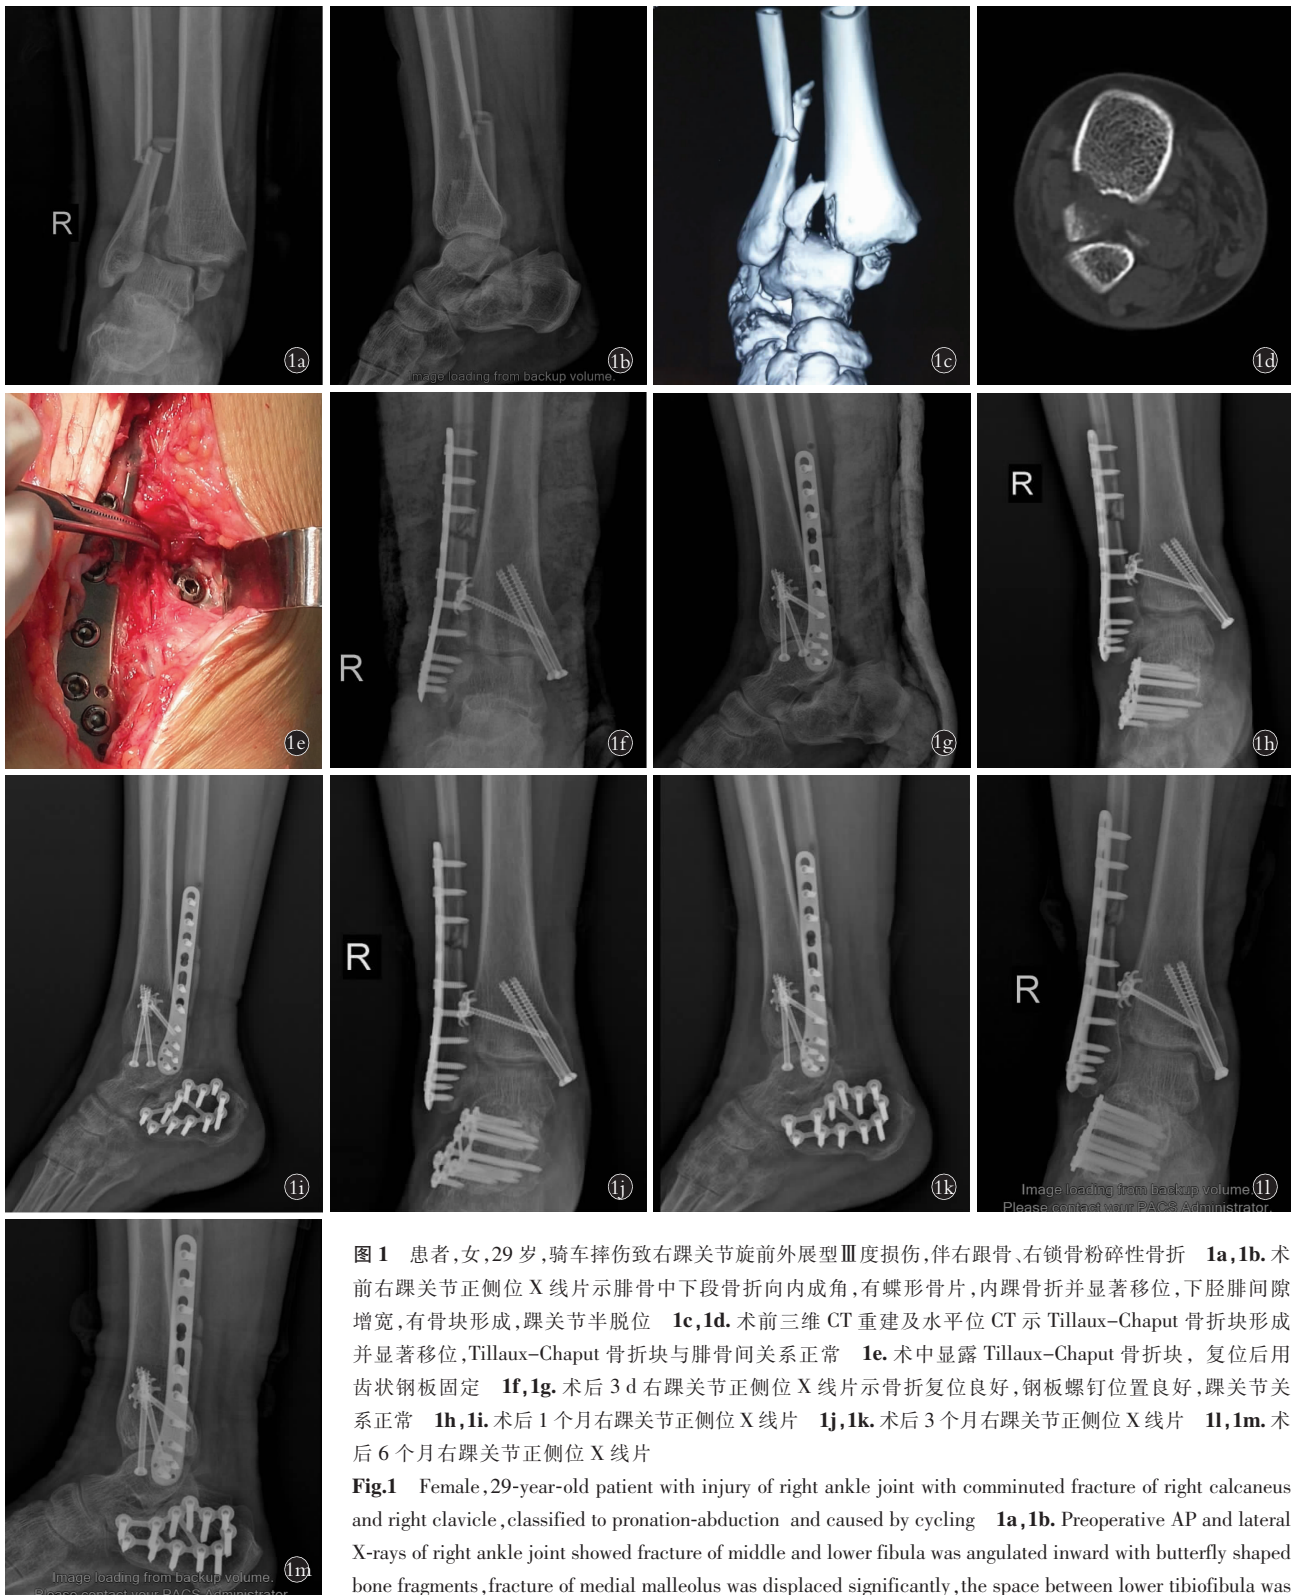 R
1a
Image loading from backup volume.
1b
1c
1d
1e
R
1f
1g
R
1h
1i
R
1j
1k
R
Image loading from backup volume.
Please contact your PACS Administrator.
1l
Image loading from backup volume.
Please contact your PACS Administrator
1m
图 1 患者,女,29 岁,骑车摔伤致右踝关节旋前外展型Ⅲ度损伤,伴右跟骨、右锁骨粉碎性骨折 1a,1b. 术
前右踝关节正侧位 X 线片示腓骨中下段骨折向内成角,有蝶形骨片,内踝骨折并显著移位,下胫腓间隙
增宽,有骨块形成,踝关节半脱位 1c,1d. 术前三维 CT 重建及水平位 CT 示 Tillaux-Chaput 骨折块形成
并显著移位,Tillaux-Chaput 骨折块与腓骨间关系正常 1e. 术中显露 Tillaux-Chaput 骨折块, 复位后用
齿状钢板固定 1f,1g. 术后 3 d 右踝关节正侧位 X 线片示骨折复位良好,钢板螺钉位置良好,踝关节关
系正常 1h,1i. 术后 1 个月右踝关节正侧位 X 线片 1j,1k. 术后 3 个月右踝关节正侧位 X 线片 1l,1m. 术
后 6 个月右踝关节正侧位 X 线片
Fig.1 Female,29-year-old patient with injury of right ankle joint with comminuted fracture of right calcaneus
and right clavicle,classified to pronation-abduction and caused by cycling 1a,1b. Preoperative AP and lateral
X-rays of right ankle joint showed fracture of middle and lower fibula was angulated inward with butterfly shaped
bone fragments,fracture of medial malleolus was displaced significantly,the space between lower tibiofibula was